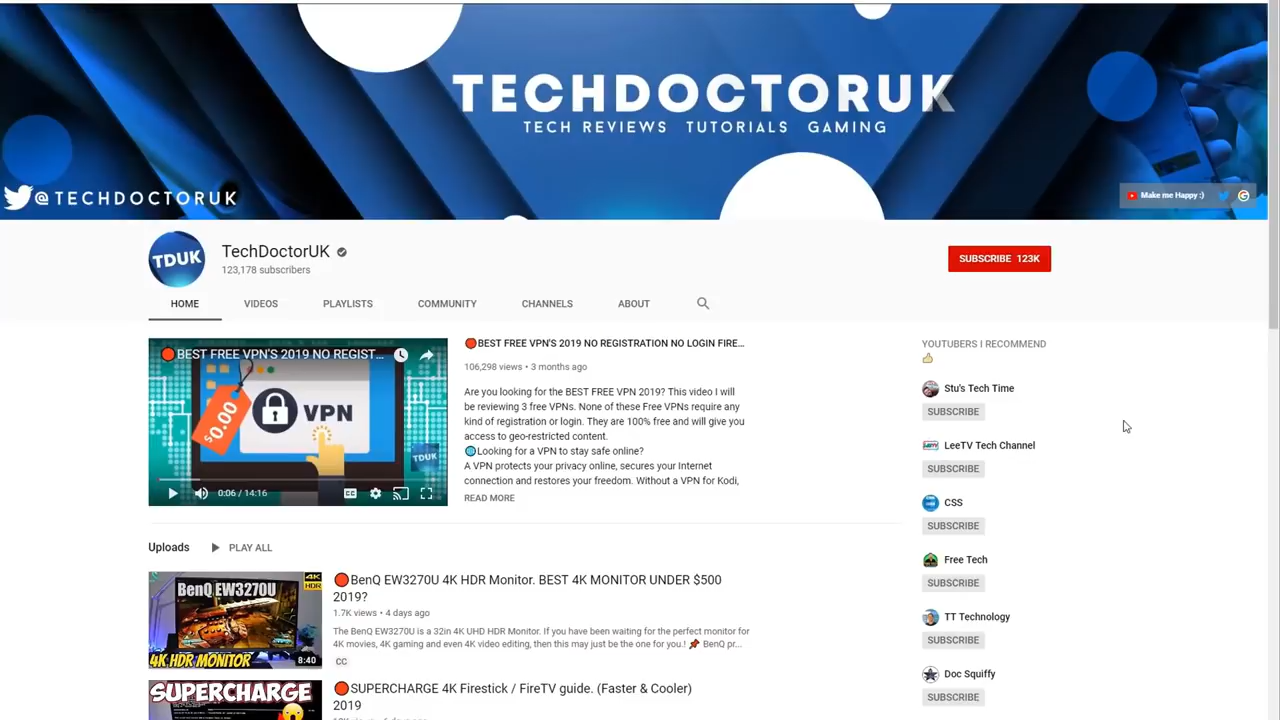 TECHDOCTORUK
TECH REVIEWS TUTORIALS GAMING
@TECHDOCTORUK
Make me Happy :)
TDUK
TechDoctorUK
123,178 subscribers
SUBSCRIBE 123K
HOME
VIDEOS
PLAYLISTS
COMMUNITY
CHANNELS
ABOUT
BEST FREE VPN'S 2019 NO REGIST...
$0.00
VPN
TDUK
0:06 / 14:16
CC
BEST FREE VPN'S 2019 NO REGISTRATION NO LOGIN FIRE...
106,298 views • 3 months ago
Are you looking for the BEST FREE VPN 2019? This video I will
be reviewing 3 free VPNs. None of these Free VPNs require any
kind of registration or login. They are 100% free and will give you
access to geo-restricted content.
Looking for a VPN to stay safe online?
A VPN protects your privacy online, secures your Internet
connection and restores your freedom. Without a VPN for Kodi,
READ MORE
YOUTUBERS I RECOMMEND
👍
Stu's Tech Time
SUBSCRIBE
LeeTV Tech Channel
SUBSCRIBE
CSS
SUBSCRIBE
Free Tech
SUBSCRIBE
TT Technology
SUBSCRIBE
Doc Squiffy
SUBSCRIBE
Uploads
PLAY ALL
BenQ EW3270U
4K
HDR
4K HDR MONITOR
8:40
BenQ EW3270U 4K HDR Monitor. BEST 4K MONITOR UNDER $500
2019?
1.7K views • 4 days ago
The BenQ EW3270U is a 32in 4K UHD HDR Monitor. If you have been waiting for the perfect monitor for
4K movies, 4K gaming and even 4K video editing, then this may just be the one for you.! 📌 BenQ pr...
CC
SUPERCHARGE
SUPERCHARGE 4K Firestick / FireTV guide. (Faster & Cooler)
2019